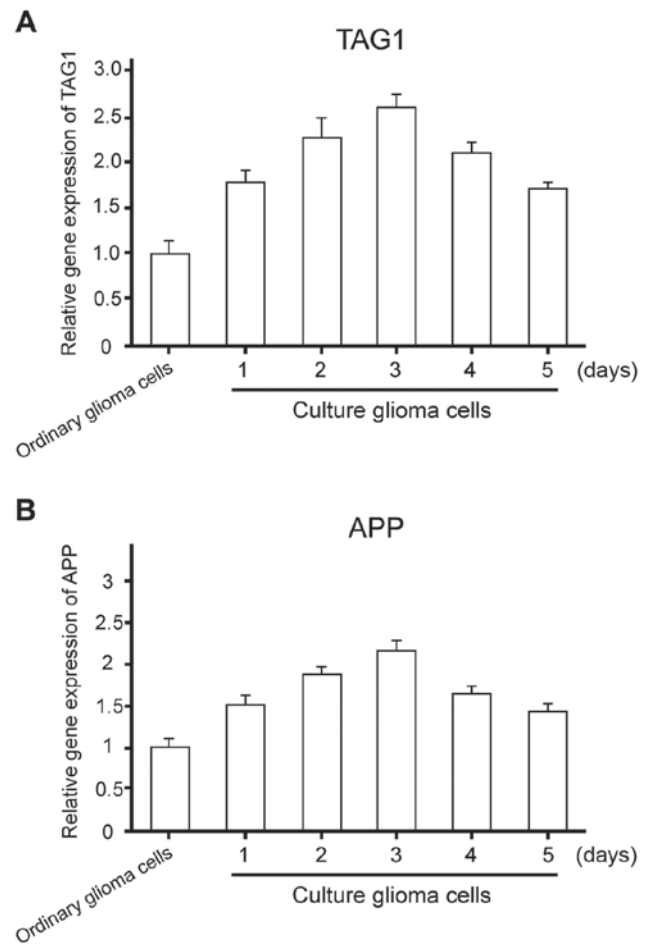 A
TAG1
Relative gene expression of TAG1
3.0
2.5
2.0
1.5
1.0
0.5
0
Ordinary glioma cells
1 2 3 4 5 (days)
Culture glioma cells
B
APP
Relative gene expression of APP
3
2.5
2
1.5
1
0.5
0
Ordinary glioma cells
1 2 3 4 5 (days)
Culture glioma cells